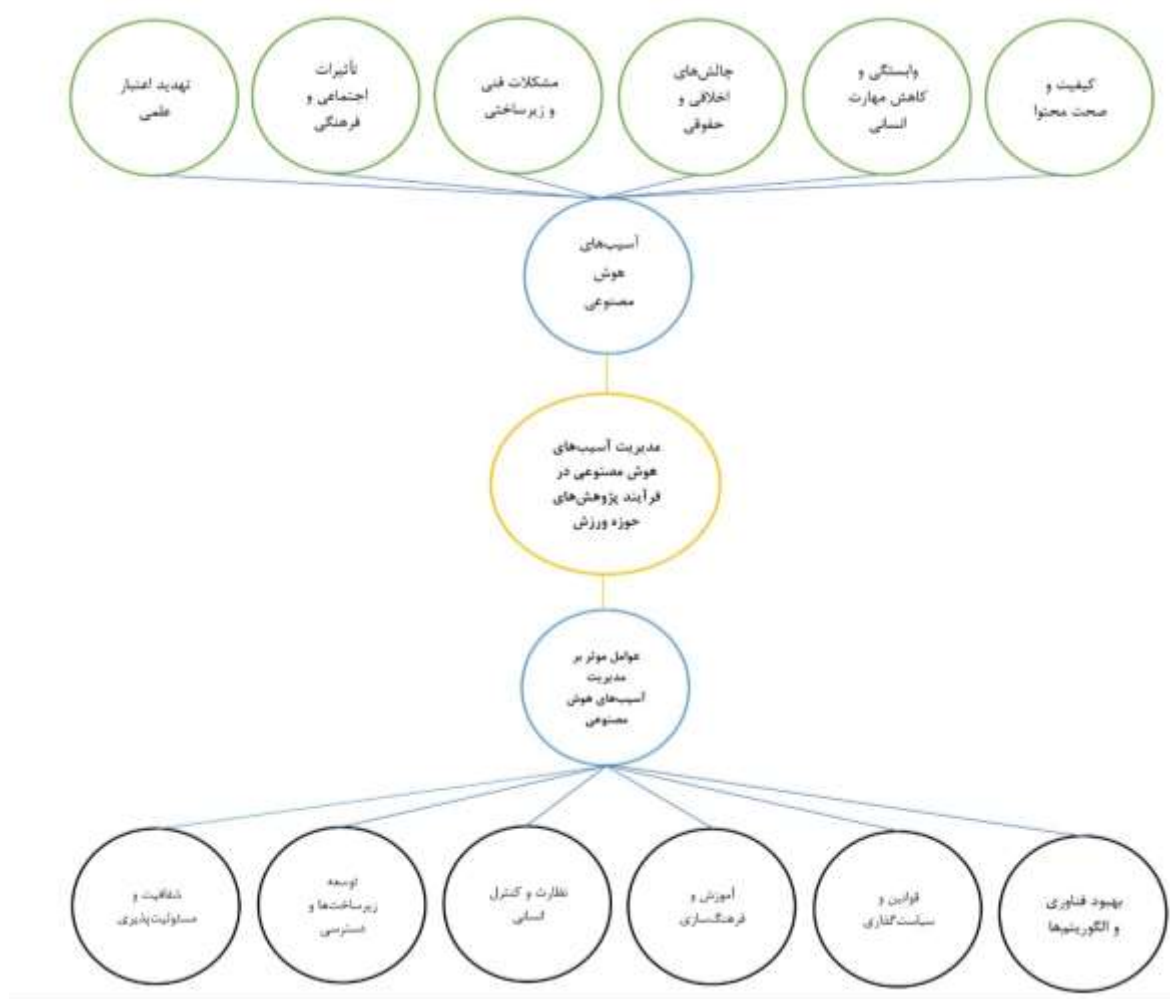 کیفیت و
صحت محتوا
وابستگی و
کاهش مهارت
انسانی
چالش‌های
اخلاقی و
حقوقی
مشکلات فنی
و زیرساختی
تأثیرات
اجتماعی و
فرهنگی
تهدید اعتبار
علمی
آسیب‌های
هوش
مصنوعی
مدیریت آسیب‌های
هوش مصنوعی در
فرآیند پژوهش‌های
حوزه ورزش
عوامل موثر بر
مدیریت
آسیب‌های هوش
مصنوعی
بهبود فناوری
و الگوریتم‌ها
قوانین و
سیاست‌گذاری
آموزش و
فرهنگ‌سازی
نظارت و کنترل
انسانی
توسعه
زیرساخت‌ها و
دسترسی
شفافیت و
مسئولیت‌پذیری